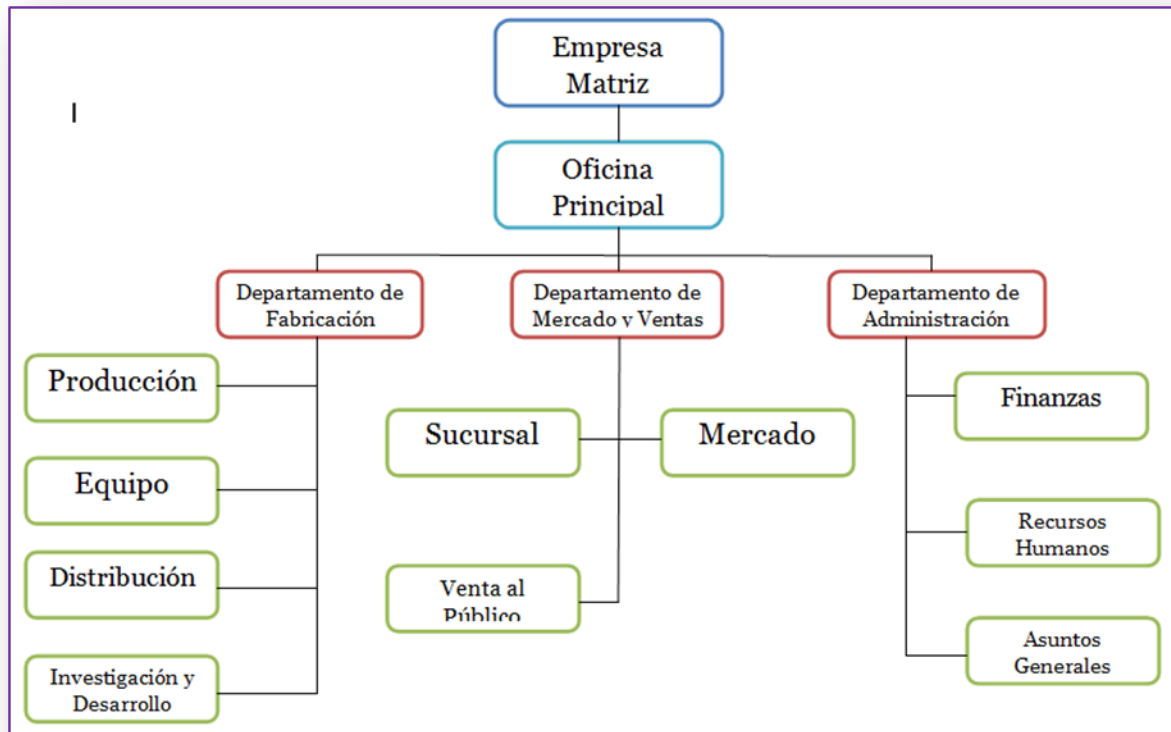 Empresa
Matriz
Oficina
Principal
Departamento de
Fabricación
Departamento de
Mercado y Ventas
Departamento de
Administración
Producción
Equipo
Distribución
Investigación y
Desarrollo
Sucursal
Mercado
Venta al
Público
Finanzas
Recursos
Humanos
Asuntos
Generales